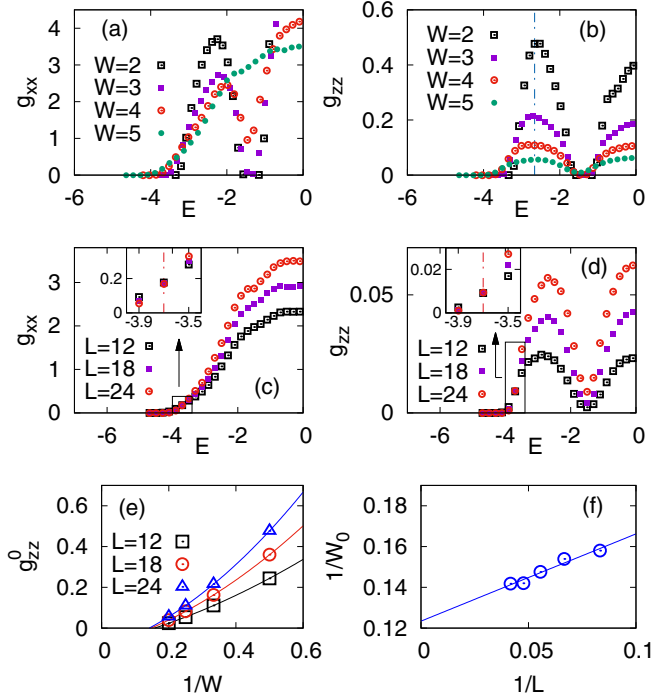 (a)
g_xx
4
3
2
1
0
W=2
W=3
W=4
W=5
-6 -4 -2 0
E
(b)
g_zz
0.6
0.4
0.2
0
W=2
W=3
W=4
W=5
-6 -4 -2 0
E
(c)
g_xx
3
2
1
0
0.2
0
-3.9 -3.5
L=12
L=18
L=24
-6 -4 -2 0
E
(d)
g_zz
0.05
0
0.02
0
-3.9 -3.5
L=12
L=18
L=24
-6 -4 -2 0
E
(e)
g^0_zz
0.6
0.4
0.2
0
L=12
L=18
L=24
0 0.2 0.4 0.6
1/W
(f)
1/W_0
0.18
0.16
0.14
0.12
0 0.05 0.1
1/L